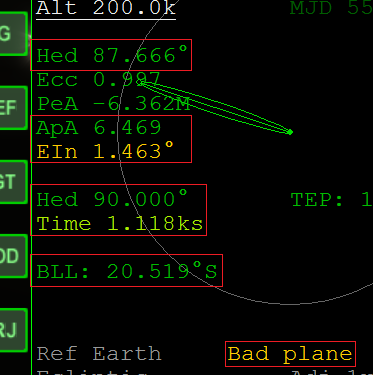 Alt 200.0k
MJD 55
G
Hed 87.666°
Ecc 0.997
EF
PeA -6.362M
ApA 6.469
EIn 1.463°
GT
Hed 90.000°
TEP: 1
Time 1.118ks
DD
BLL: 20.519°S
RJ
Ref Earth
Bad plane
Ecliptic